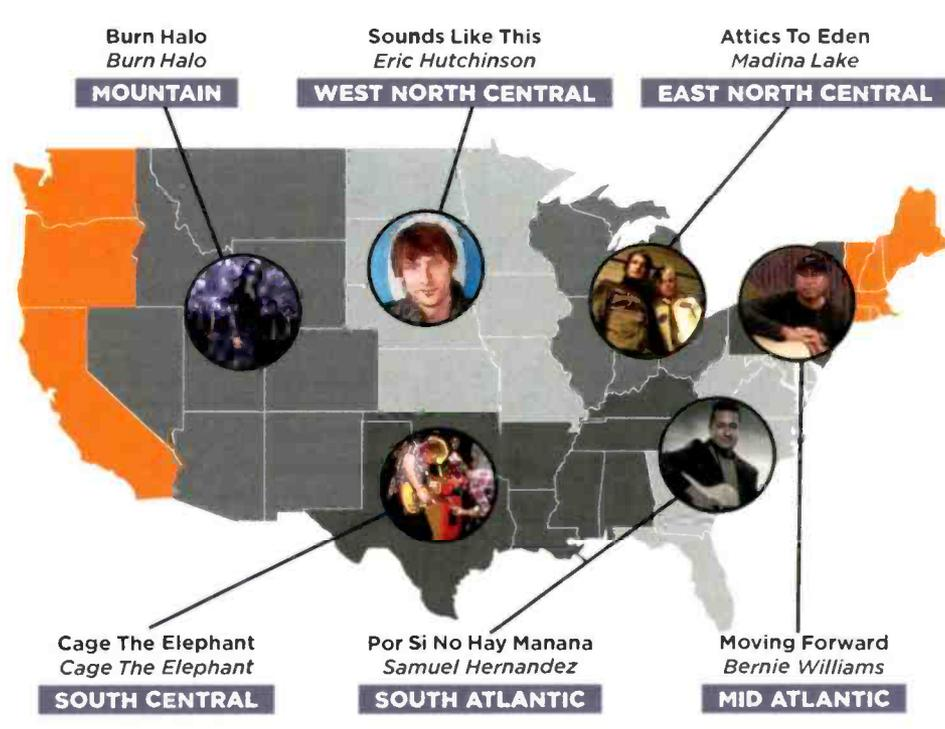 Burn Halo
Burn Halo
MOUNTAIN
Sounds Like This
Eric Hutchinson
WEST NORTH CENTRAL
Attics To Eden
Madina Lake
EAST NORTH CENTRAL
Cage The Elephant
Cage The Elephant
SOUTH CENTRAL
Por Si No Hay Manana
Samuel Hernandez
SOUTH ATLANTIC
Moving Forward
Bernie Williams
MID ATLANTIC